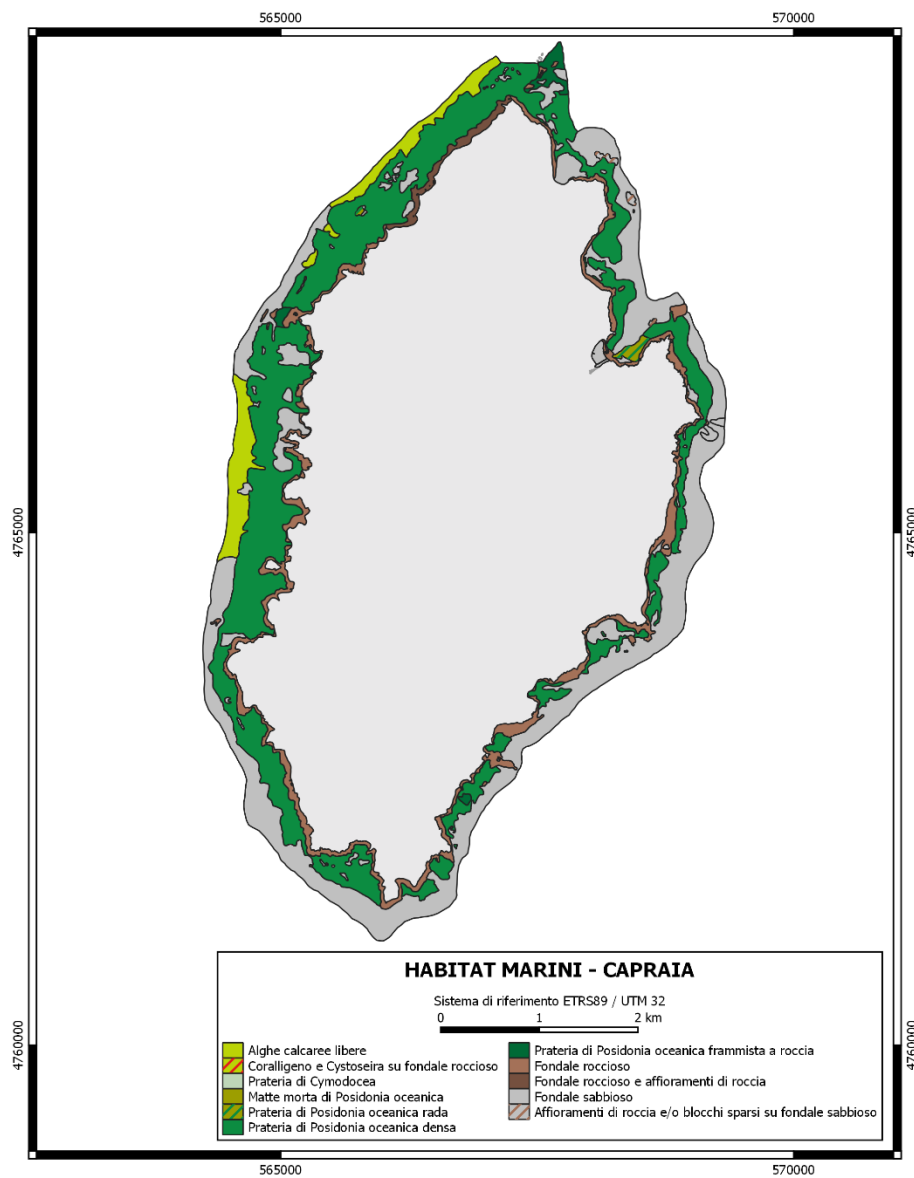 565000 570000
4765000 4765000
HABITAT MARINI - CAPRAIA
Sistema di riferimento ETRS89 / UTM 32
0 1 2 km
Alghe calcaree libere
Coralligeno e Cystoseira su fondale roccioso
Prateria di Cymodocea
Matte morta di Posidonia oceanica
Prateria di Posidonia oceanica rada
Prateria di Posidonia oceanica densa
Prateria di Posidonia oceanica frammista a roccia
Fondale roccioso
Fondale roccioso e affioramenti di roccia
Fondale sabbioso
Affioramenti di roccia e/o blocchi sparsi su fondale sabbioso
4760000 4760000
565000 570000